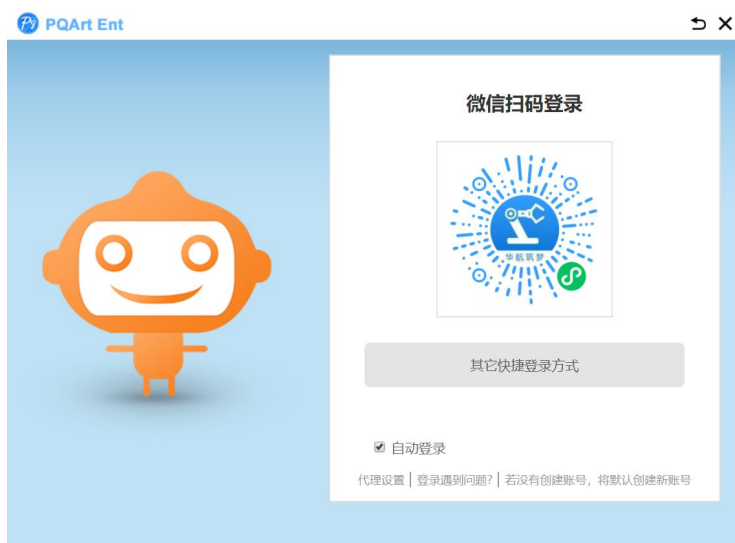 PQArt Ent
微信扫码登录
华航筑梦
其它快捷登录方式
自动登录
代理设置 | 登录遇到问题? | 若没有创建账号，将默认创建新账号